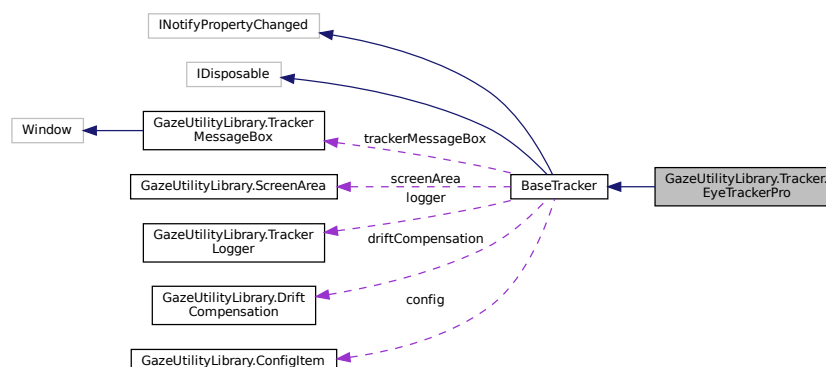 INotifyPropertyChanged
IDisposable
Window
GazeUtilityLibrary.Tracker
MessageBox
trackerMessageBox
GazeUtilityLibrary.ScreenArea
screenArea
logger
BaseTracker
GazeUtilityLibrary.Tracker.
EyeTrackerPro
GazeUtilityLibrary.Tracker
Logger
driftCompensation
GazeUtilityLibrary.Drift
Compensation
config
GazeUtilityLibrary.ConfigItem